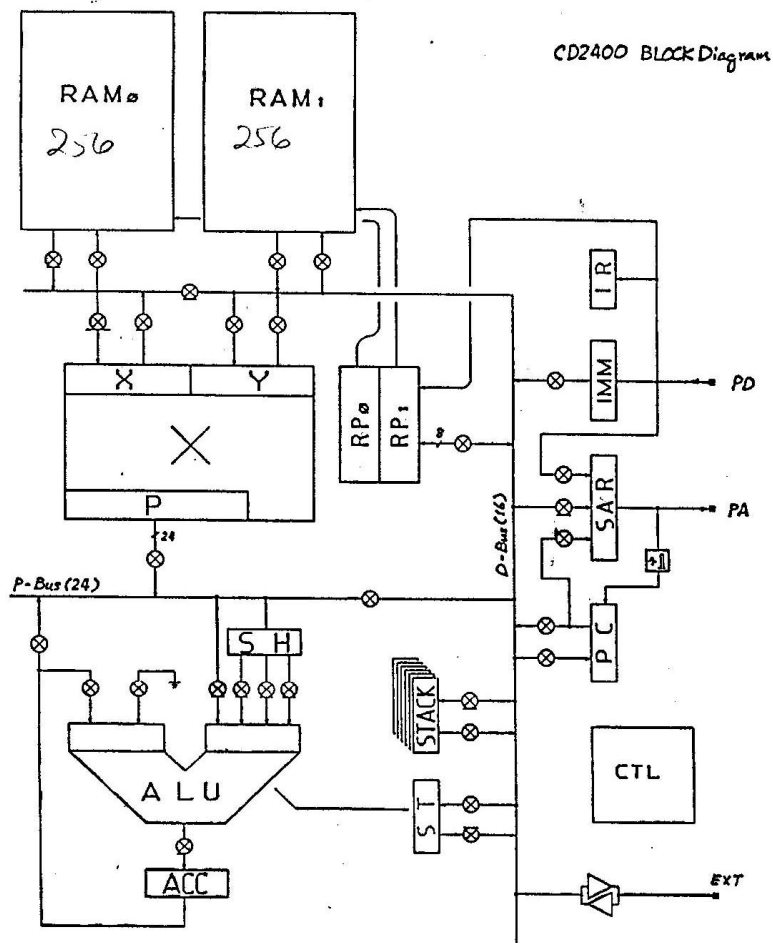 CD2400 BLOCK Diagram
RAM0
256
RAM1
256
IR
X
Y
RP0
RP1
IMM
PD
8
P
SAR
PA
24
D-Bus(16)
P-Bus(24)
+1
PC
SH
STACK
ALU
CTL
ST
ACC
EXT